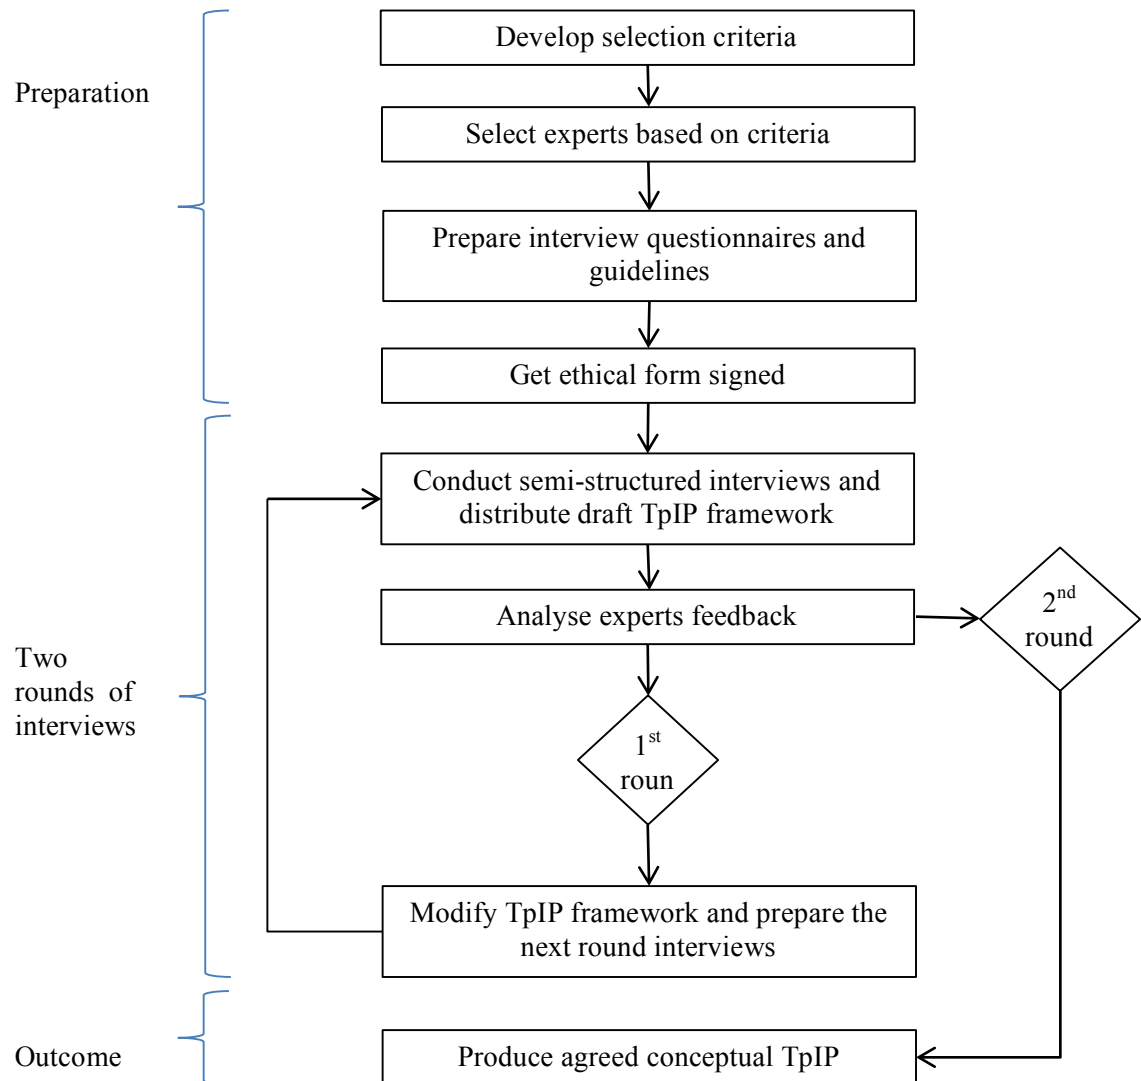 Develop selection criteria
Preparation
Select experts based on criteria
Prepare interview questionnaires and
guidelines
Get ethical form signed
Conduct semi-structured interviews and
distribute draft TpIP framework
Analyse experts feedback
2nd
round
Two
rounds of
interviews
1st
roun
Modify TpIP framework and prepare the
next round interviews
Outcome
Produce agreed conceptual TpIP